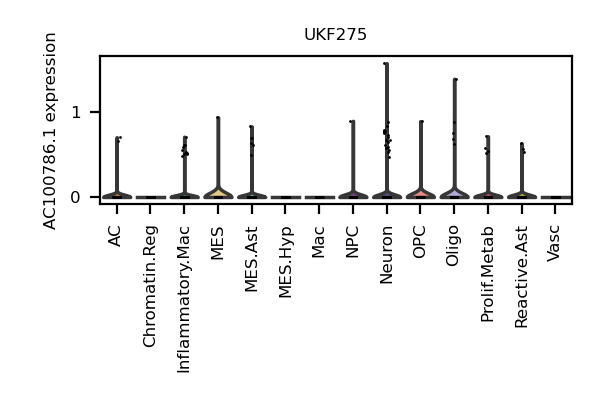 UKF275
AC100786.1 expression
1
0
AC
Chromatin.Reg
Inflammatory.Mac
MES
MES.Ast
MES.Hyp
Mac
NPC
Neuron
OPC
Oligo
Prolif.Metab
Reactive.Ast
Vasc